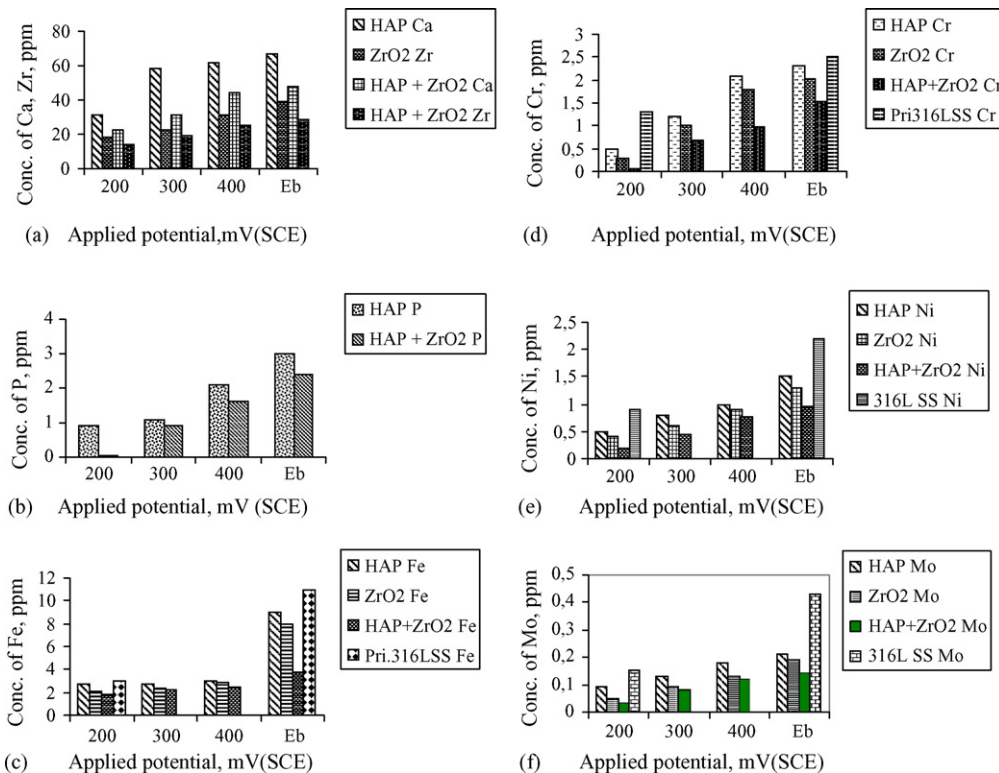 Conc. of Ca, Zr, ppm
80
60
40
20
0
200 300 400 Eb
(a) Applied potential,mV(SCE)
HAP Ca
ZrO2 Zr
HAP + ZrO2 Ca
HAP + ZrO2 Zr
Conc. of Cr, ppm
3
2,5
2
1,5
1
0,5
0
200 300 400 Eb
(d) Applied potential, mV(SCE)
HAP Cr
ZrO2 Cr
HAP+ZrO2 Cr
Pri316LSS Cr
Conc. of P, ppm
4
3
2
1
0
200 300 400 Eb
(b) Applied potential, mV (SCE)
HAP P
HAP + ZrO2 P
Conc. of Ni, ppm
2,5
2
1,5
1
0,5
0
200 300 400 Eb
(e) Applied potential, mV(SCE)
HAP Ni
ZrO2 Ni
HAP+ZrO2 Ni
316L SS Ni
Conc. of Fe, ppm
12
10
8
6
4
2
0
200 300 400 Eb
(c) Applied potential, mV(SCE)
HAP Fe
ZrO2 Fe
HAP+ZrO2 Fe
Pri.316LSS Fe
Conc. of Mo, ppm
0,5
0,4
0,3
0,2
0,1
0
200 300 400 Eb
(f) Applied potential, mV(SCE)
HAP Mo
ZrO2 Mo
HAP+ZrO2 Mo
316L SS Mo